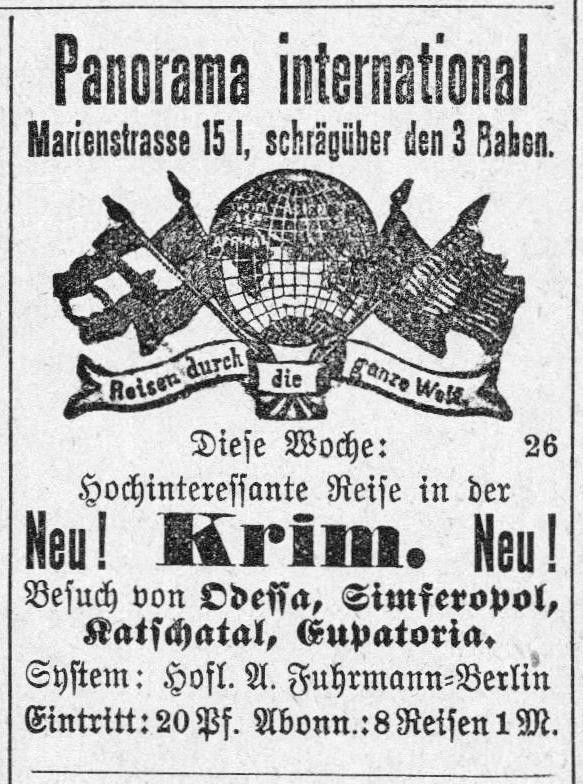 Panorama international
Marienstrasse 15 I, schrägüber den 3 Raben.
AFRIKA
Reisen durch die ganze Welt.
Diese Woche: 26
Hochinteressante Reise in der
Neu! Krim. Neu!
Besuch von Odessa, Simferopol,
Katschatal, Eupatoria.
System: Hofl. A. Fuhrmann=Berlin
Eintritt: 20 Pf. Abonn.: 8 Reisen 1 M.